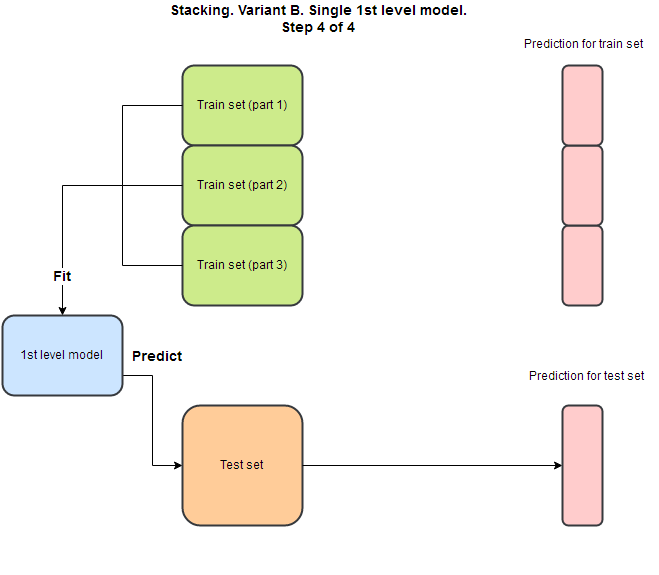 Stacking. Variant B. Single 1st level model.
Step 4 of 4
Prediction for train set
Train set (part 1)
Train set (part 2)
Train set (part 3)
Fit
1st level model
Predict
Prediction for test set
Test set